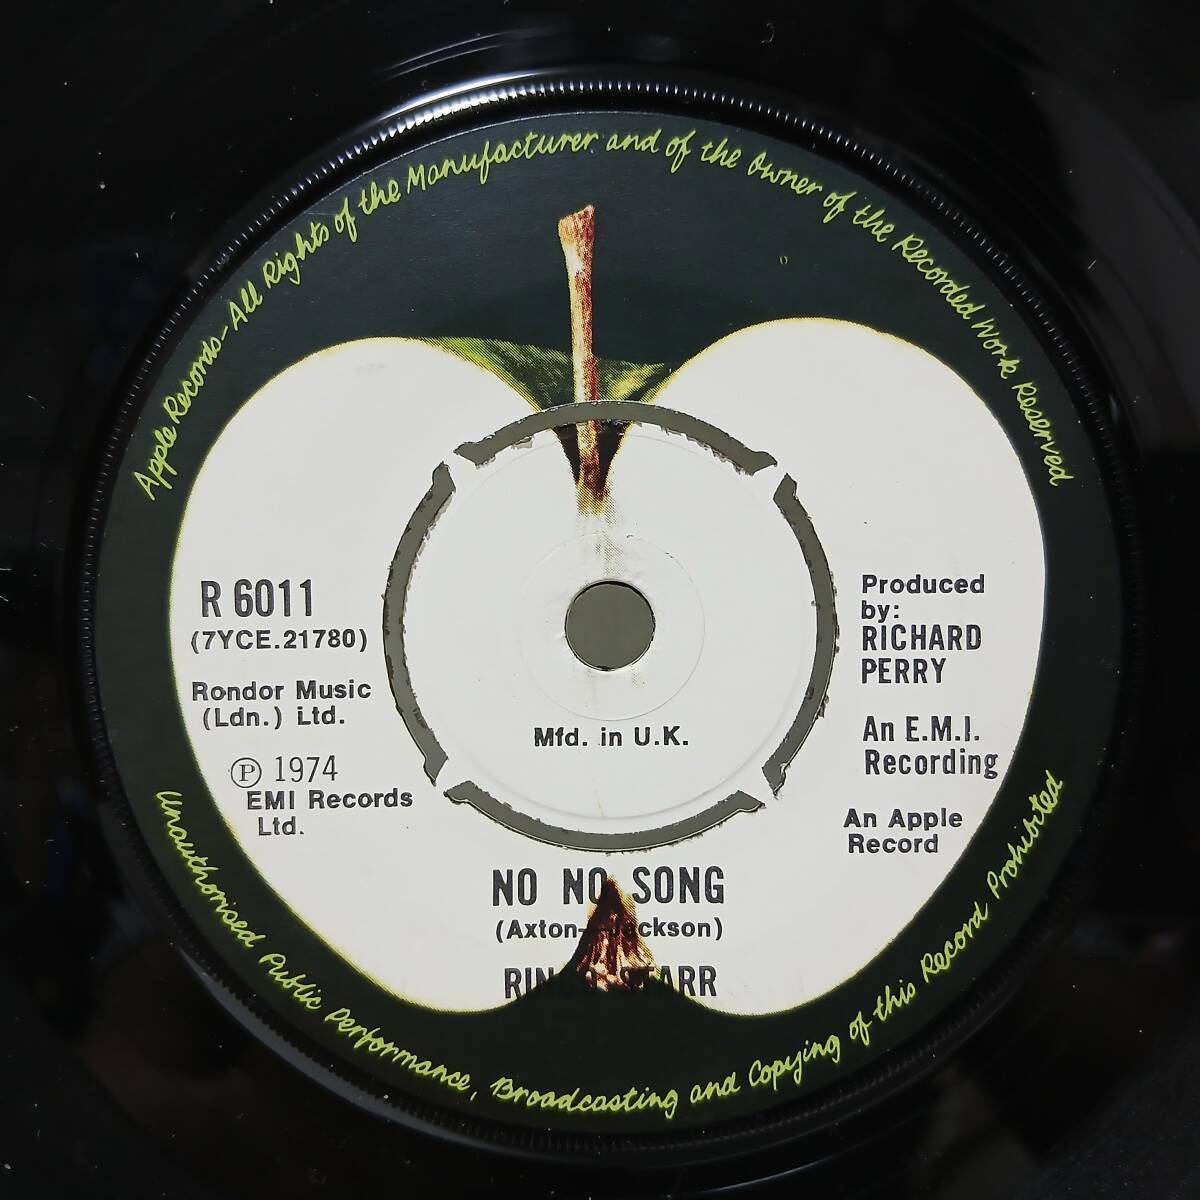 Apple Records - All Rights of the Manufacturer and of the Owner of the Recorded Work Reserved
R 6011
(7YCE.21780)
Rondor Music
(Ldn.) Ltd.
Ⓟ 1974
EMI Records
Ltd.
Mfd. in U.K.
Produced
by:
RICHARD
PERRY
An E.M.I.
Recording
An Apple
Record
NO NO SONG
(Axton-Jackson)
RINGO STARR
Unauthorised Public Performance, Broadcasting and Copying of this Record Prohibited